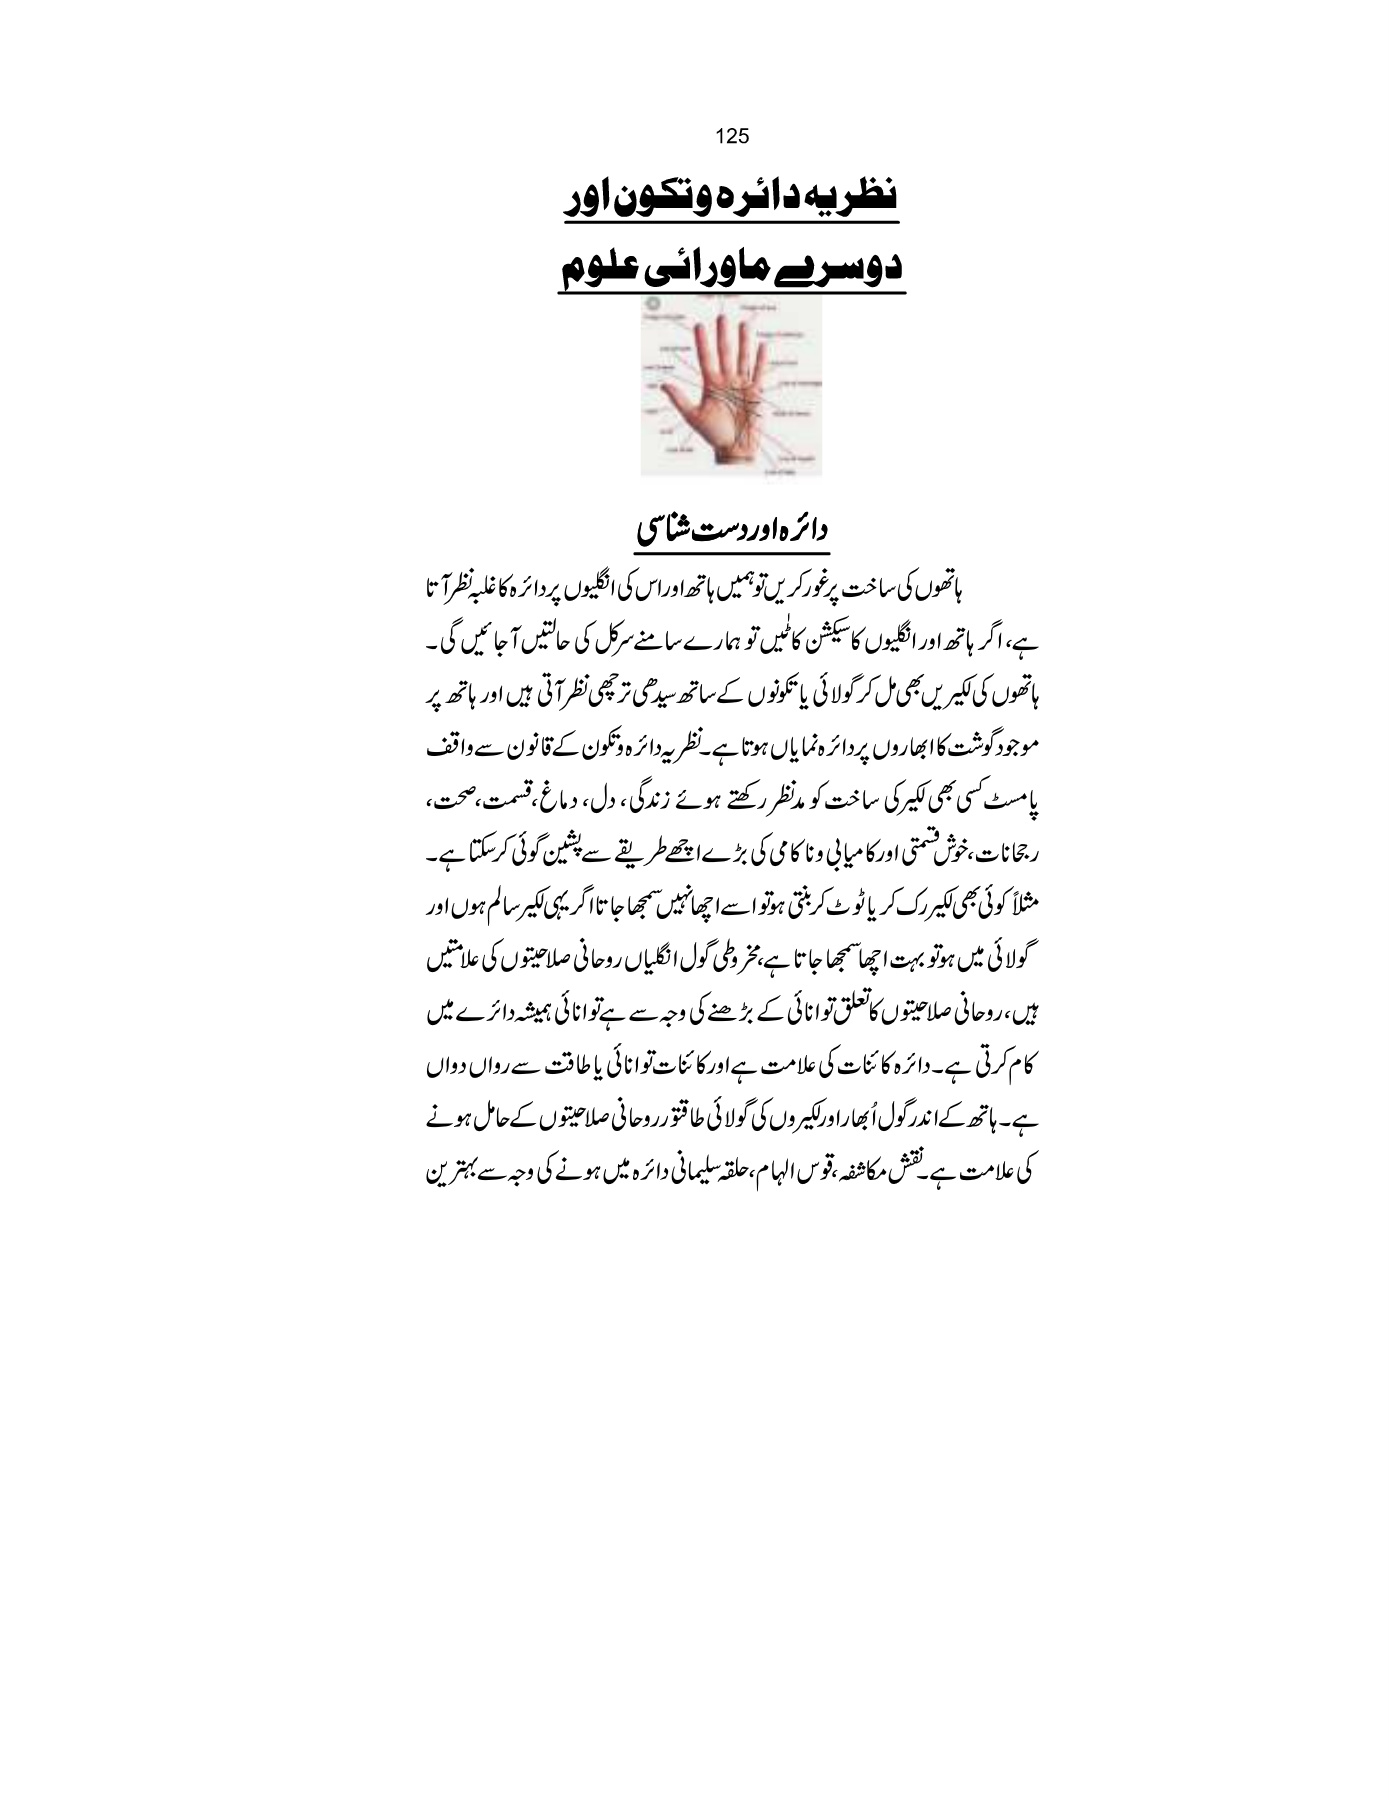 125
نظریہ دائرہ و تکون اور
دوسرے ماورائی علوم
دائرہ اور دست شناسی
ہاتھوں کی ساخت پر غور کریں تو ہمیں ہاتھ اور اس کی انگلیوں پر دائرہ کا غلبہ نظر آتا
ہے، اگر ہاتھ اور انگلیوں کا سیکشن کاٹیں تو ہمارے سامنے سرکل کی حالتیں آ جائیں گی۔
ہاتھوں کی لکیریں بھی مل کر گولائی یا تکونوں کے ساتھ سیدھی ترچھی نظر آتی ہیں اور ہاتھ پر
موجود گوشت کا ابھاروں پر دائرہ نمایاں ہوتا ہے۔ نظریہ دائرہ و تکون کے قانون سے واقف
پامسٹ کسی بھی لکیر کی ساخت کو مدنظر رکھتے ہوئے زندگی، دل، دماغ، قسمت، صحت،
رجحانات، خوش قسمتی اور کامیابی و ناکامی کی بڑے اچھے طریقے سے پشین گوئی کر سکتا ہے۔
مثلاً کوئی بھی لکیر رک کر یا ٹوٹ کر بنتی ہو تو اسے اچھا نہیں سمجھا جاتا اگر یہی لکیر سالم ہوں اور
گولائی میں ہو تو بہت اچھا سمجھا جاتا ہے، مخروطی گول انگلیاں روحانی صلاحیتوں کی علامتیں
ہیں، روحانی صلاحیتوں کا تعلق توانائی کے بڑھنے کی وجہ سے ہے توانائی ہمیشہ دائرے میں
کام کرتی ہے۔ دائرہ کائنات کی علامت ہے اور کائنات توانائی یا طاقت سے رواں دواں
ہے۔ ہاتھ کے اندر گول اُبھار اور لکیروں کی گولائی طاقتور روحانی صلاحیتوں کے حامل ہونے
کی علامت ہے۔ نقش مکاشفہ، قوس الہام، حلقہ سلیمانی دائرہ میں ہونے کی وجہ سے بہترین